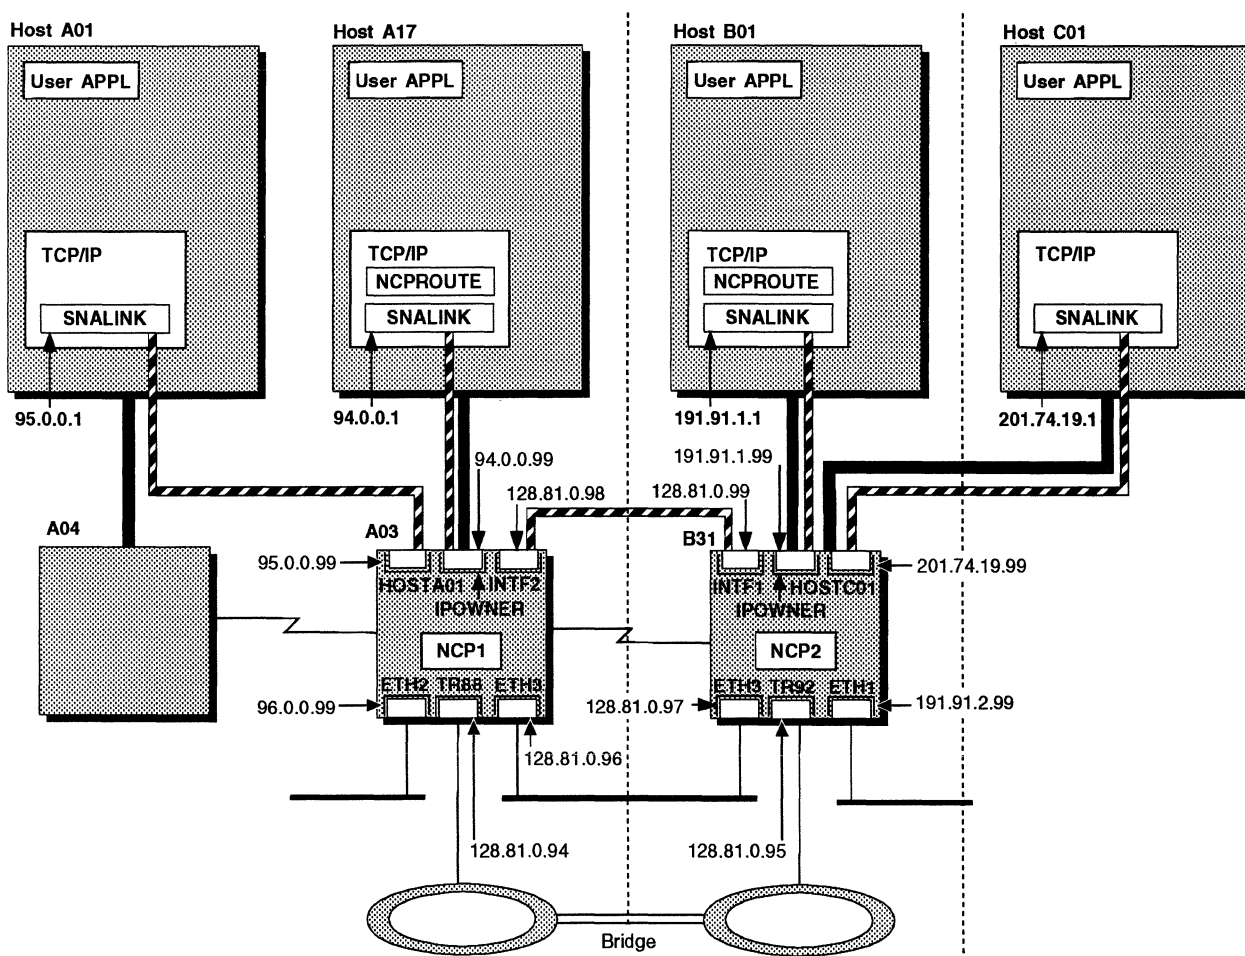 Host A01
Host A17
Host B01
Host C01
User APPL
User APPL
User APPL
User APPL
TCP/IP
TCP/IP
TCP/IP
TCP/IP
NCPROUTE
NCPROUTE
SNALINK
SNALINK
SNALINK
SNALINK
95.0.0.1
94.0.0.1
191.91.1.1
201.74.19.1
94.0.0.99
191.91.1.99
128.81.0.98
128.81.0.99
A04
A03
B31
95.0.0.99
201.74.19.99
HOSTA01
INTF2
INTF1
HOSTC01
IPOWNER
IPOWNER
NCP1
NCP2
ETH2
TR88
ETH3
ETH3
TR92
ETH1
96.0.0.99
128.81.0.97
191.91.2.99
128.81.0.96
128.81.0.94
128.81.0.95
Bridge